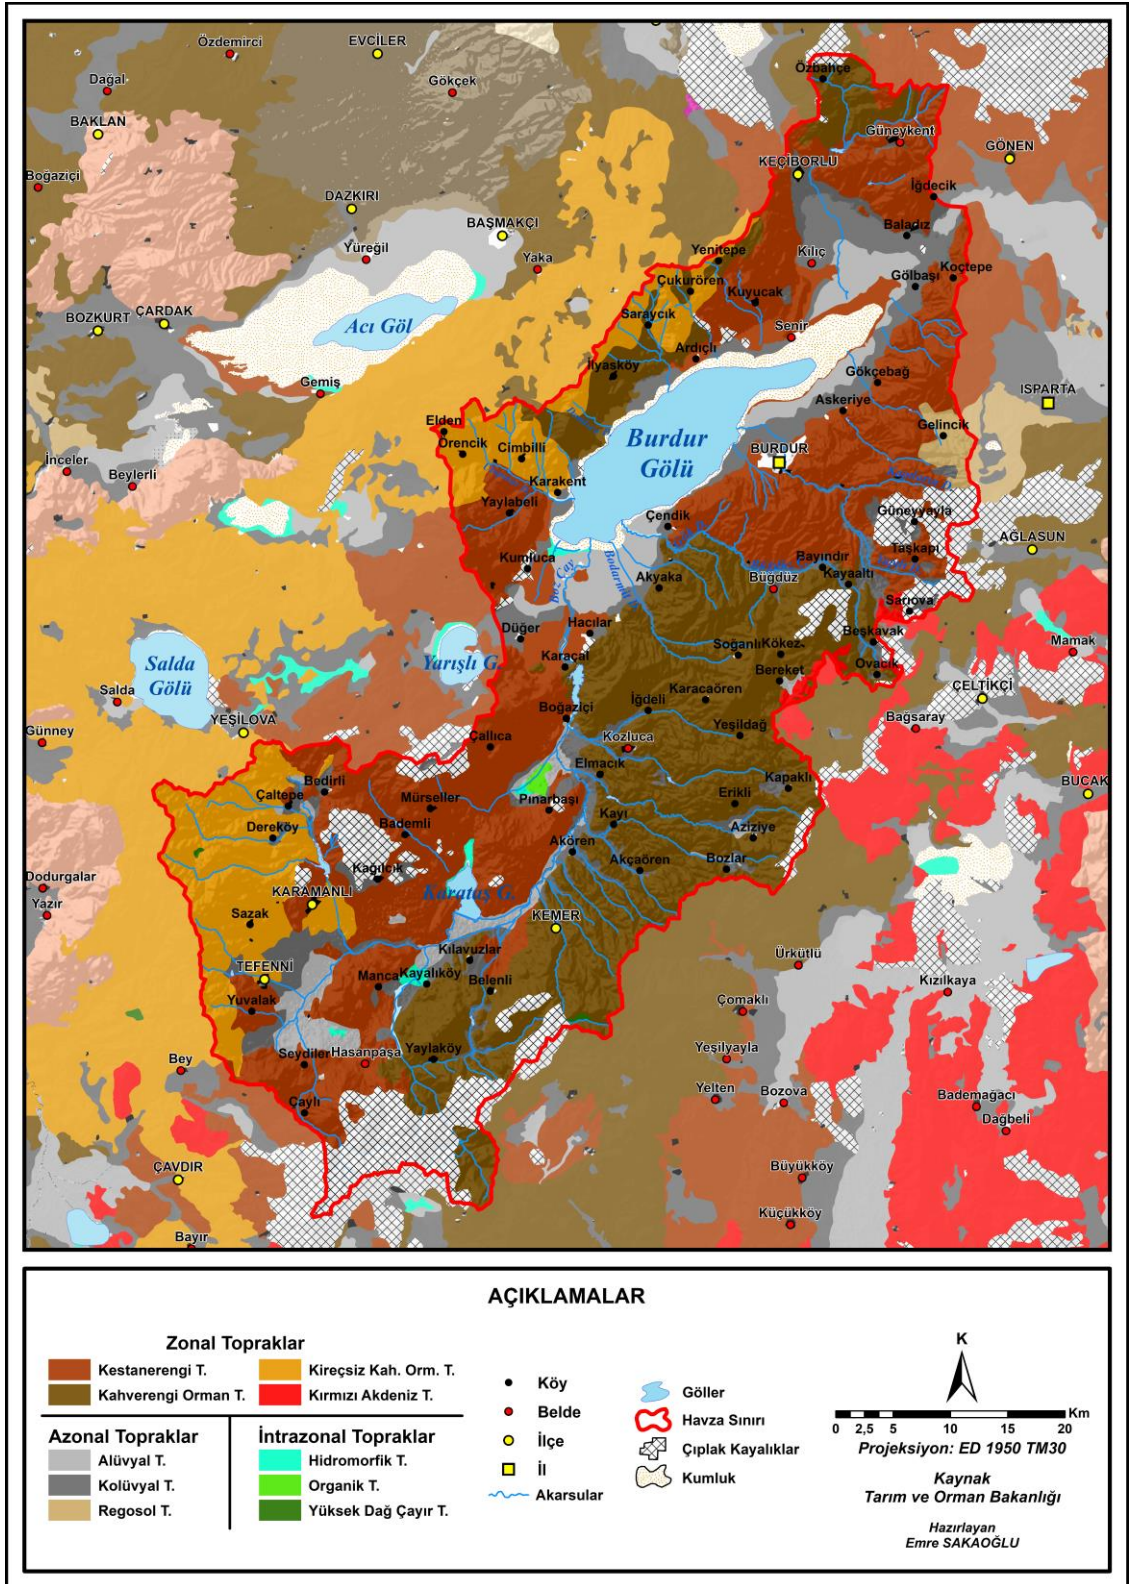 Özdemirci
EVCİLER
Dağal
Gökçek
BAKLAN
Özbahçe
Güneykent
GÖNEN
KEÇİBORLU
Boğaziçi
İğdecik
DAZKIRI
BAŞMAKÇI
Baladız
Yüreğil
Yaka
Yenitepe
Kılıç
Koçtepe
Gölbaşı
Çukurören
Kuyucak
BOZKURT
ÇARDAK
Acı Göl
Saraycık
Senir
Ardıçlı
İlyasköy
Gökçebağ
Gemiş
ISPARTA
Askeriye
Elden
Gelincik
Örencik
Cimbilli
Burdur
Gölü
BURDUR
İnceler
Beylerli
Karakent
Yaylabeli
Çendik
Güneyyayla
AĞLASUN
Kumluca
Taşkapı
Bayındır
Akyaka
Büğdüz
Kayaaltı
Boz Çay
Sarıova
Hacılar
Düğer
Beşkavak
Mamak
Soğanlı
Kökez
Salda
Gölü
Yarışlı G.
Karaçal
Bereket
Ovacık
ÇELTİKÇİ
Salda
İğdeli
Karacaören
YEŞİLOVA
Boğaziçi
Bağsaray
Günney
Yeşildağ
Çallıca
Kozluca
Elmacık
BUCAK
Bedirli
Kapaklı
Çaltepe
Mürseller
Pınarbaşı
Erikli
Dereköy
Bademli
Kayı
Aziziye
Akören
Akçaören
Bozlar
Kağılcık
Dodurgalar
Yazır
KARAMANLI
Karataş G.
Sazak
KEMER
Kılavuzlar
Ürkütlü
TEFENNİ
Manca
Kayalıköy
Belenli
Kızılkaya
Yuvalak
Çomaklı
Seydiler
Hasanpaşa
Yaylaköy
Yeşilyayla
Bey
Yelten
Bozova
Bademağacı
Çaylı
Dağbeli
ÇAVDIR
Büyükköy
Küçükköy
Bayır
AÇIKLAMALAR
Zonal Topraklar
Kestanerengi T.
Kireçsiz Kah. Orm. T.
Kahverengi Orman T.
Kırmızı Akdeniz T.
Azonal Topraklar
Alüvyal T.
Kolüvyal T.
Regosol T.
İntrazonal Topraklar
Hidromorfik T.
Organik T.
Yüksek Dağ Çayır T.
Köy
Belde
İlçe
İl
Akarsular
Göller
Havza Sınırı
Çıplak Kayalıklar
Kumluk
K
Km
0 2,5 5 10 15 20
Projeksiyon: ED 1950 TM30
Kaynak
Tarım ve Orman Bakanlığı
Hazırlayan
Emre SAKAOĞLU